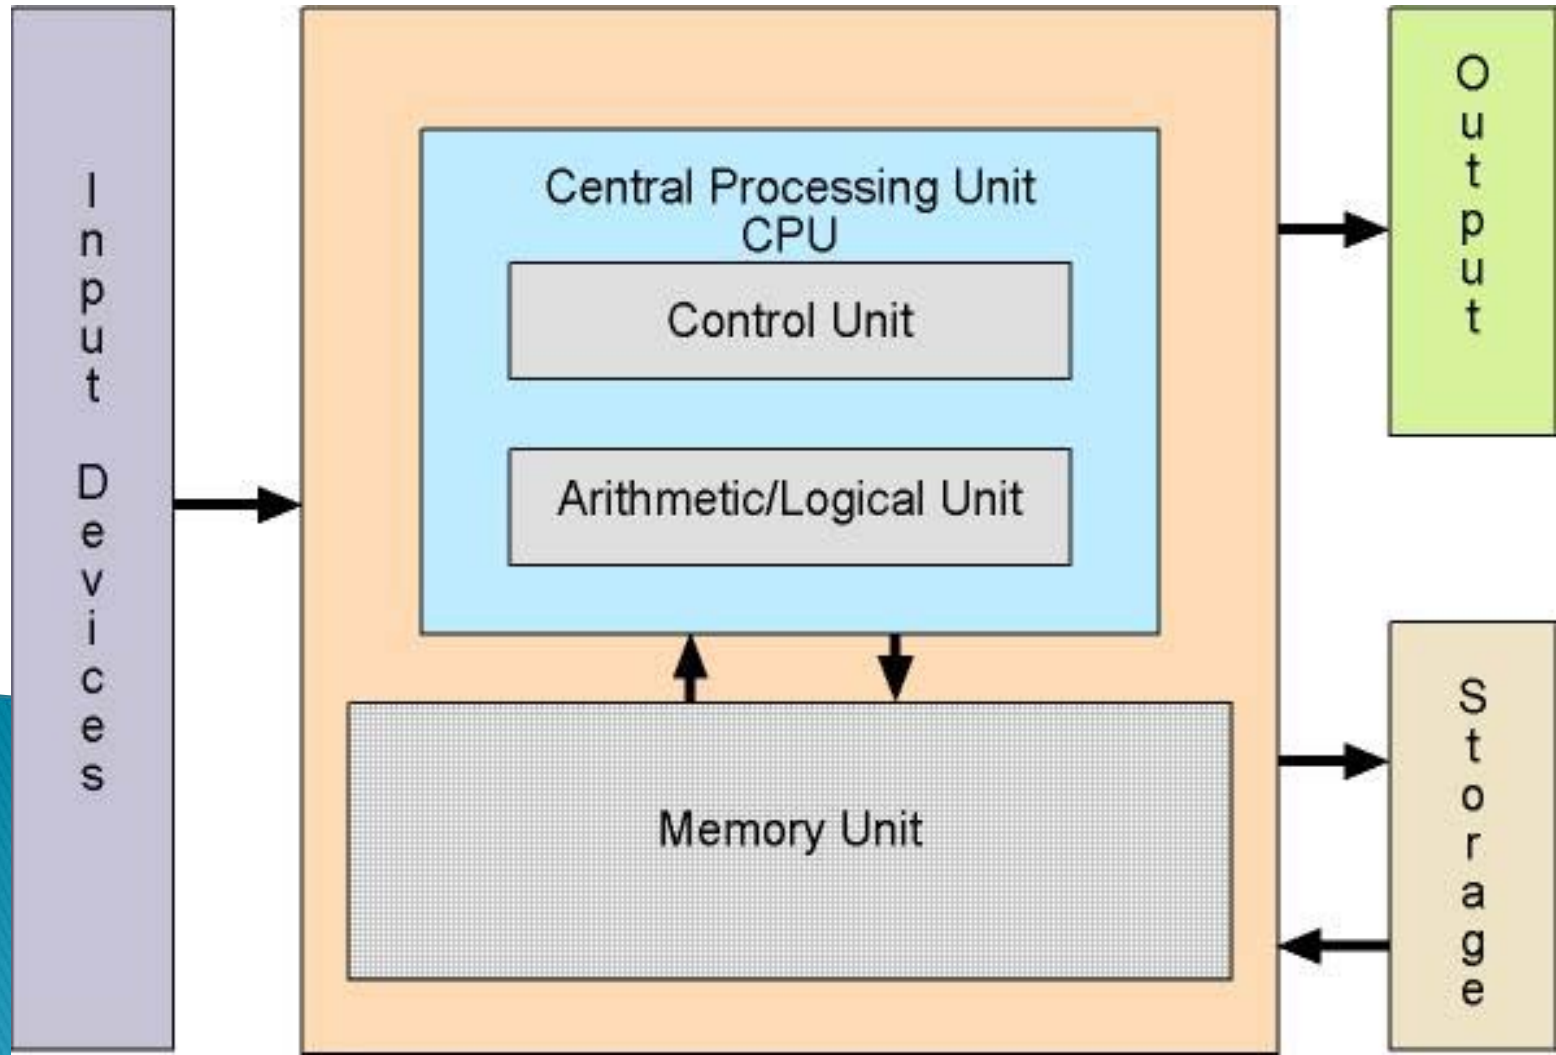 Input Devices
Central Processing Unit
CPU
Control Unit
Arithmetic/Logical Unit
Memory Unit
Output
Storage